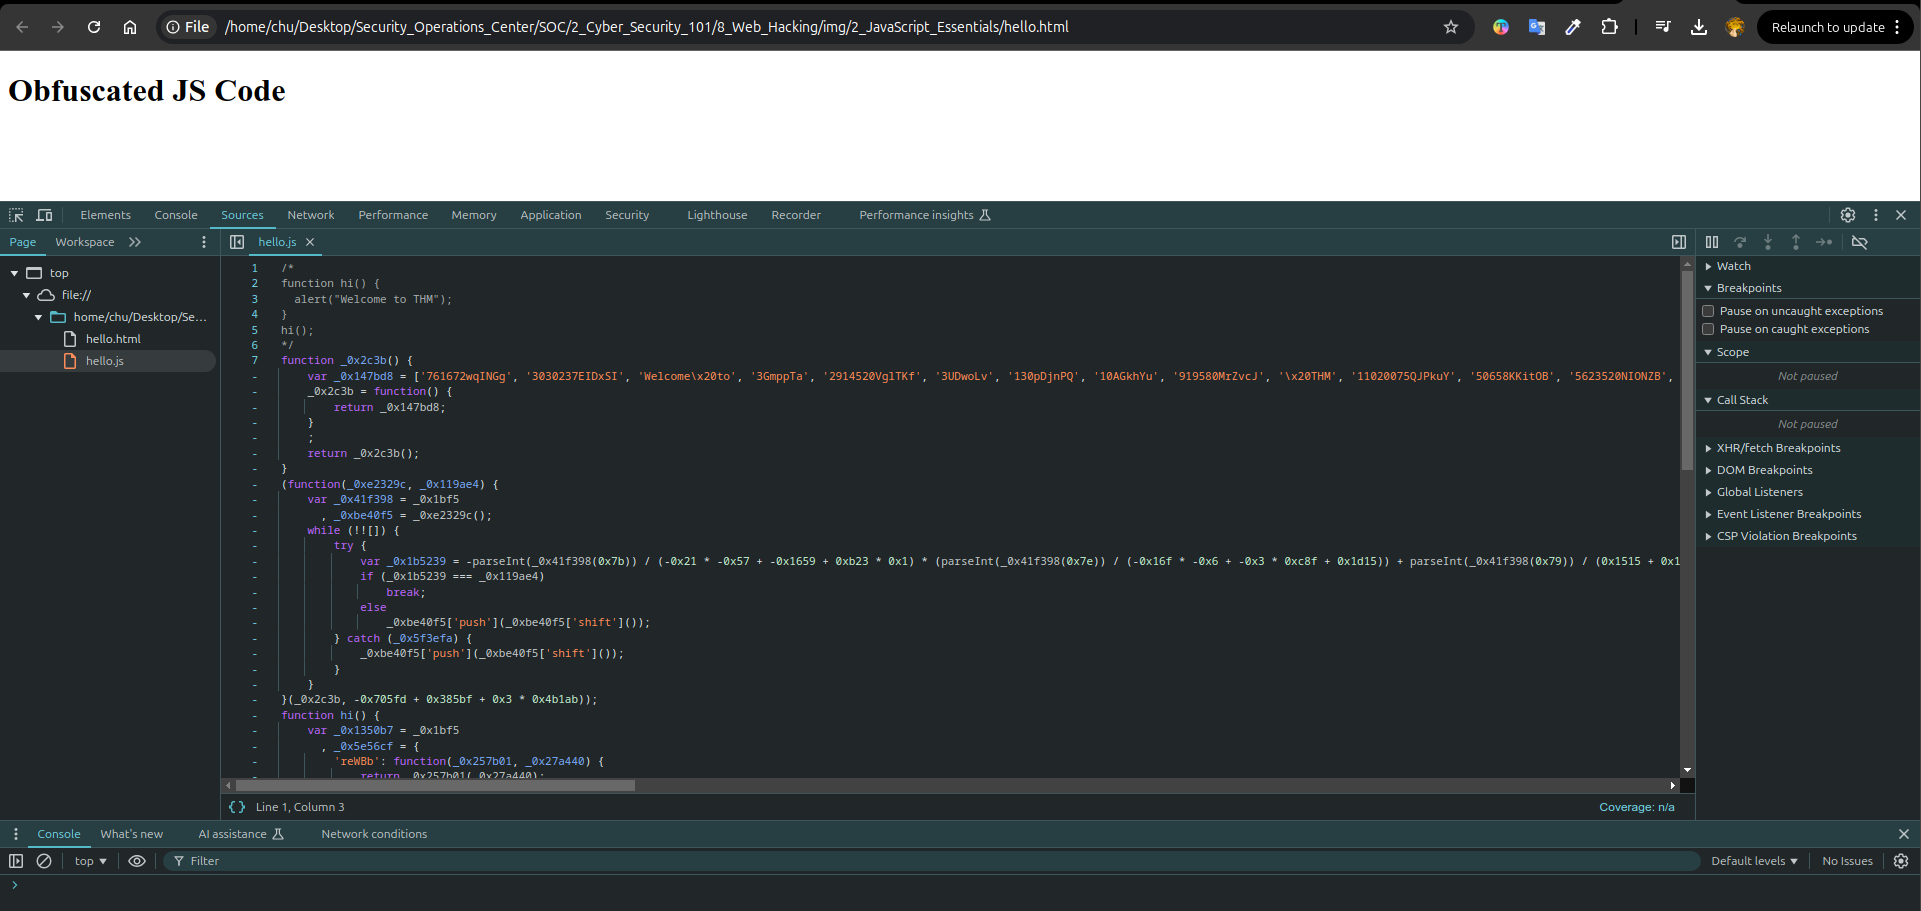 File /home/chu/Desktop/Security_Operations_Center/SOC/2_Cyber_Security_101/8_Web_Hacking/img/2_JavaScript_Essentials/hello.html Relaunch to update
Obfuscated JS Code
Elements Console Sources Network Performance Memory Application Security Lighthouse Recorder Performance insights
Page Workspace hello.js
top
file://
home/chu/Desktop/Se...
hello.html
hello.js
1 /*
2 function hi() {
3 alert("Welcome to THM");
4 }
5 hi();
6 */
7 function _0x2c3b() {
- var _0x147bd8 = ['761672wqINGg', '3030237EIDxSI', 'Welcome\x20to', '3GmppTa', '2914520VglTKf', '3UDwoLv', '130pDjnPQ', '10AGkhYu', '919580MrZvcJ', '\x20THM', '11020075QJPkuY', '50658KKitOB', '5623520NIONZB',
- _0x2c3b = function() {
- return _0x147bd8;
- }
- ;
- return _0x2c3b();
- }
- (function(_0xe2329c, _0x119ae4) {
- var _0x41f398 = _0x1bf5
- , _0xbe40f5 = _0xe2329c();
- while (!![]) {
- try {
- var _0x1b5239 = -parseInt(_0x41f398(0x7b)) / (-0x21 * -0x57 + -0x1659 + 0xb23 * 0x1) * (parseInt(_0x41f398(0x7e)) / (-0x16f * -0x6 + -0x3 * 0xc8f + 0x1d15)) + parseInt(_0x41f398(0x79)) / (0x1515 + 0x1
- if (_0x1b5239 === _0x119ae4)
- break;
- else
- _0xbe40f5['push'](_0xbe40f5['shift']());
- } catch (_0x5f3efa) {
- _0xbe40f5['push'](_0xbe40f5['shift']());
- }
- }
- }(_0x2c3b, -0x705fd + 0x385bf + 0x3 * 0x4b1ab));
- function hi() {
- var _0x1350b7 = _0x1bf5
- , _0x5e56cf = {
- 'reWBb': function(_0x257b01, _0x27a440) {
- return _0x257b01(_0x27a440);
{} Line 1, Column 3 Coverage: n/a
Watch
Breakpoints
Pause on uncaught exceptions
Pause on caught exceptions
Scope
Not paused
Call Stack
Not paused
XHR/fetch Breakpoints
DOM Breakpoints
Global Listeners
Event Listener Breakpoints
CSP Violation Breakpoints
Console What's new AI assistance Network conditions
top Filter Default levels No Issues